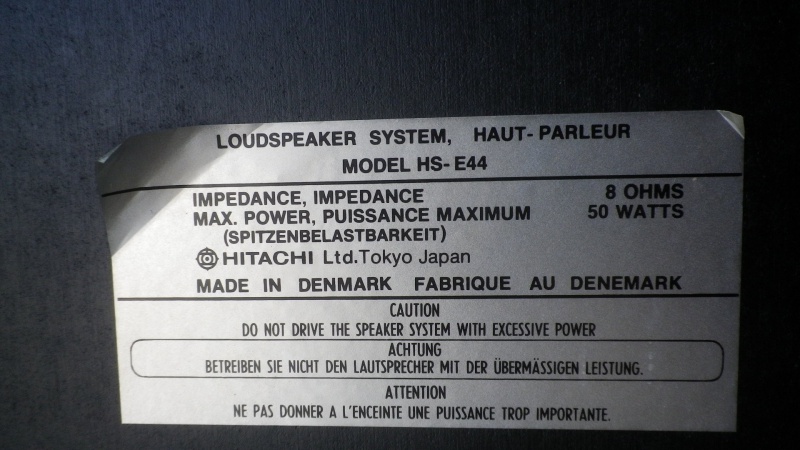 LOUDSPEAKER SYSTEM, HAUT-PARLEUR
MODEL HS-E44
IMPEDANCE, IMPEDANCE 8 OHMS
MAX. POWER, PUISSANCE MAXIMUM 50 WATTS
(SPITZENBELASTBARKEIT)
HITACHI Ltd.Tokyo Japan
MADE IN DENMARK FABRIQUE AU DENEMARK
CAUTION
DO NOT DRIVE THE SPEAKER SYSTEM WITH EXCESSIVE POWER
ACHTUNG
BETREIBEN SIE NICHT DEN LAUTSPRECHER MIT DER ÜBERMÄSSIGEN LEISTUNG.
ATTENTION
NE PAS DONNER A L'ENCEINTE UNE PUISSANCE TROP IMPORTANTE.